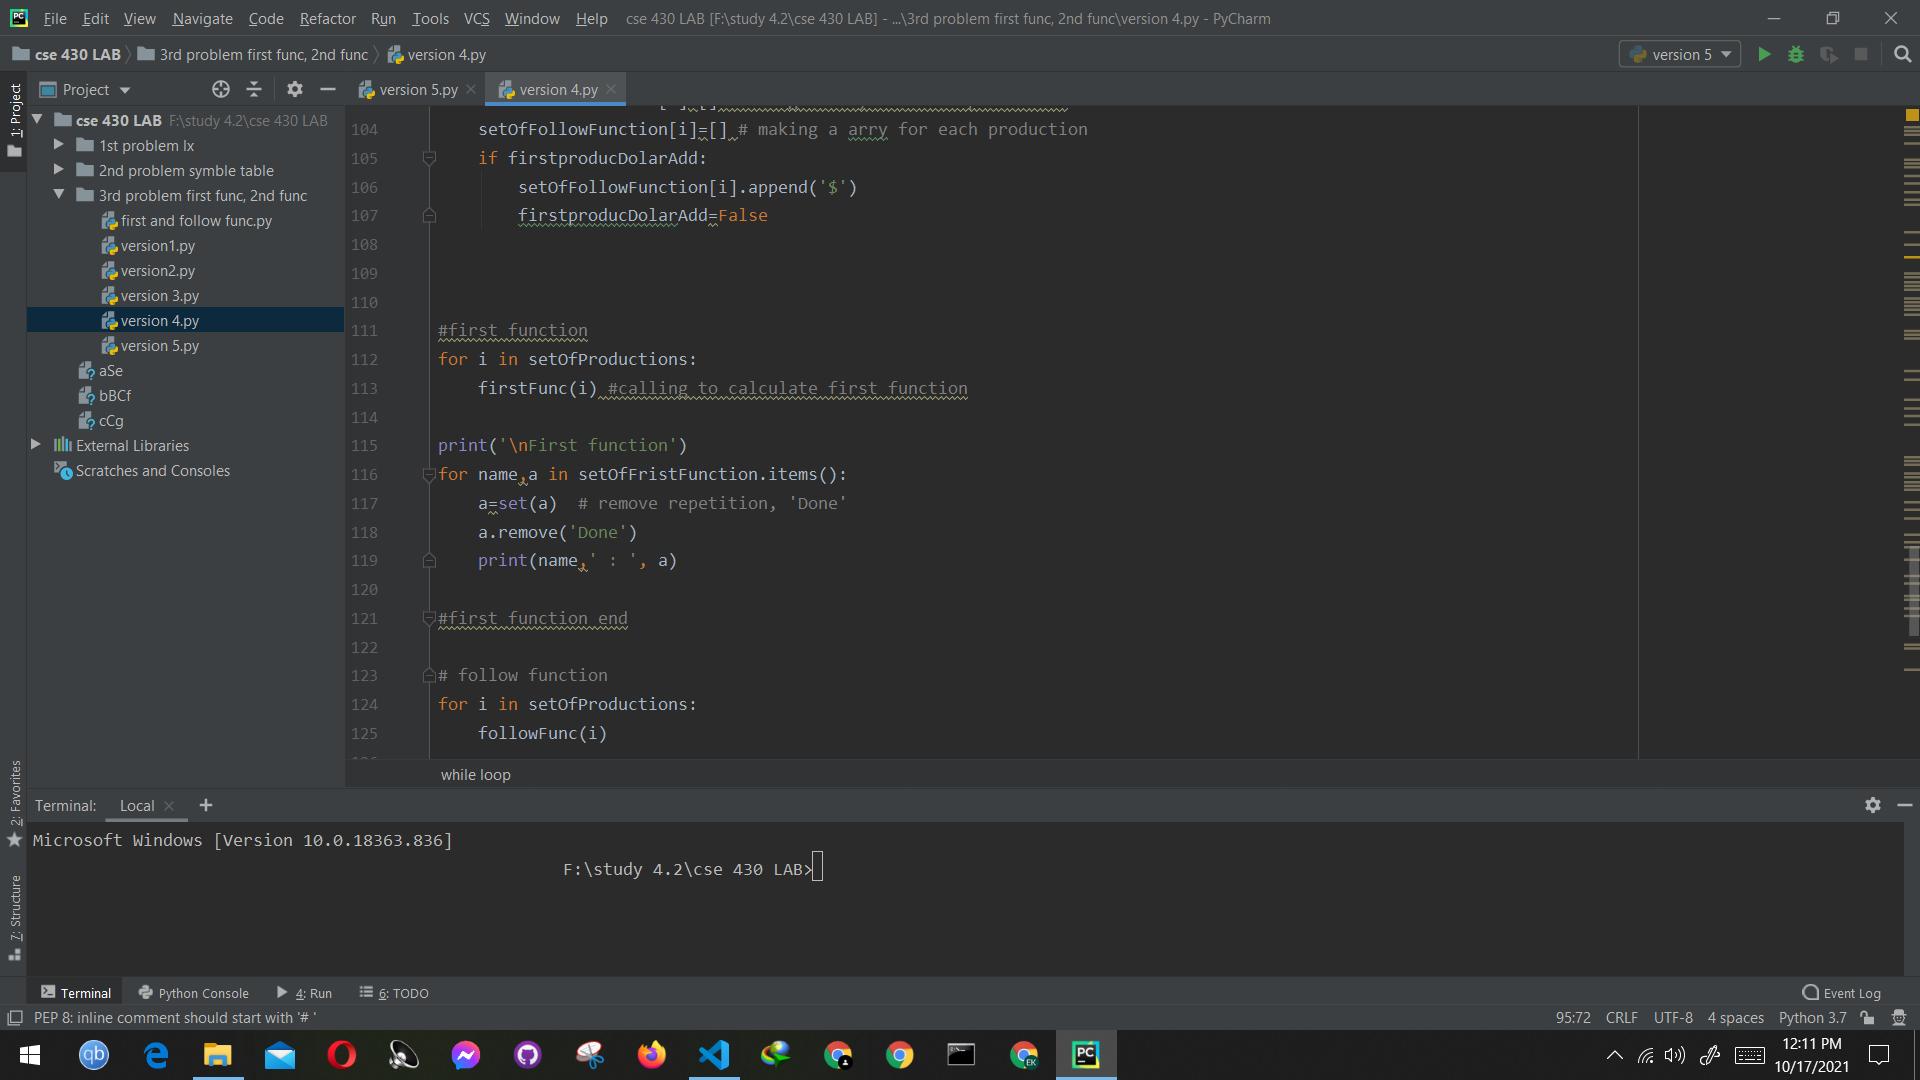 File Edit View Navigate Code Refactor Run Tools VCS Window Help cse 430 LAB [F:\study 4.2\cse 430 LAB] - ...\3rd problem first func, 2nd func\version 4.py - PyCharm
cse 430 LAB 3rd problem first func, 2nd func version 4.py version 5
1: Project
Project
version 5.py
version 4.py
cse 430 LAB F:\study 4.2\cse 430 LAB
1st problem lx
2nd problem symble table
3rd problem first func, 2nd func
first and follow func.py
version1.py
version2.py
version 3.py
version 4.py
version 5.py
aSe
bBCf
cCg
External Libraries
Scratches and Consoles
104 setOfFollowFunction[i]=[] # making a arry for each production
105 if firstproducDolarAdd:
106 setOfFollowFunction[i].append('$')
107 firstproducDolarAdd=False
108
109
110
111 #first function
112 for i in setOfProductions:
113 firstFunc(i) #calling to calculate first function
114
115 print('\nFirst function')
116 for name,a in setOfFristFunction.items():
117 a=set(a)  # remove repetition, 'Done'
118 a.remove('Done')
119 print(name,' : ', a)
120
121 #first function end
122
123 # follow function
124 for i in setOfProductions:
125 followFunc(i)
while loop
2: Favorites
7: Structure
Terminal: Local +
Microsoft Windows [Version 10.0.18363.836]
F:\study 4.2\cse 430 LAB>
Terminal Python Console 4: Run 6: TODO Event Log
PEP 8: inline comment should start with '# ' 95:72 CRLF UTF-8 4 spaces Python 3.7
12:11 PM
10/17/2021